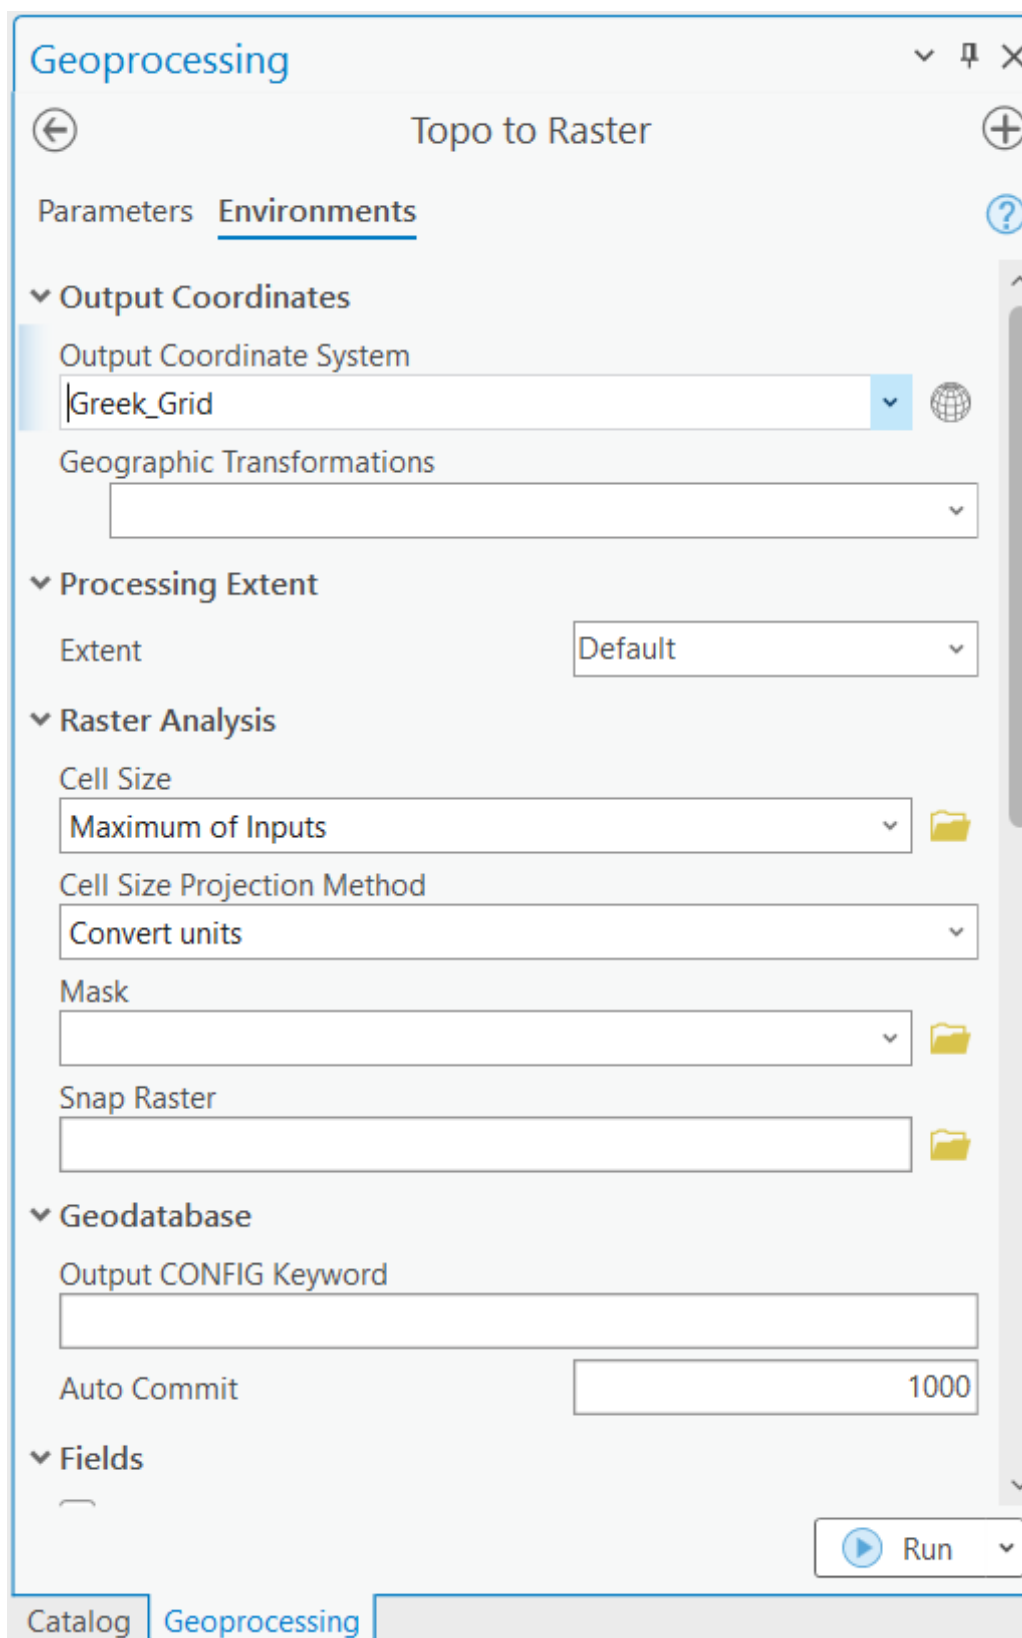 Geoprocessing
Topo to Raster
Parameters Environments
Output Coordinates
Output Coordinate System
Greek_Grid
Geographic Transformations
Processing Extent
Extent Default
Raster Analysis
Cell Size
Maximum of Inputs
Cell Size Projection Method
Convert units
Mask
Snap Raster
Geodatabase
Output CONFIG Keyword
Auto Commit 1000
Fields
Run
Catalog Geoprocessing